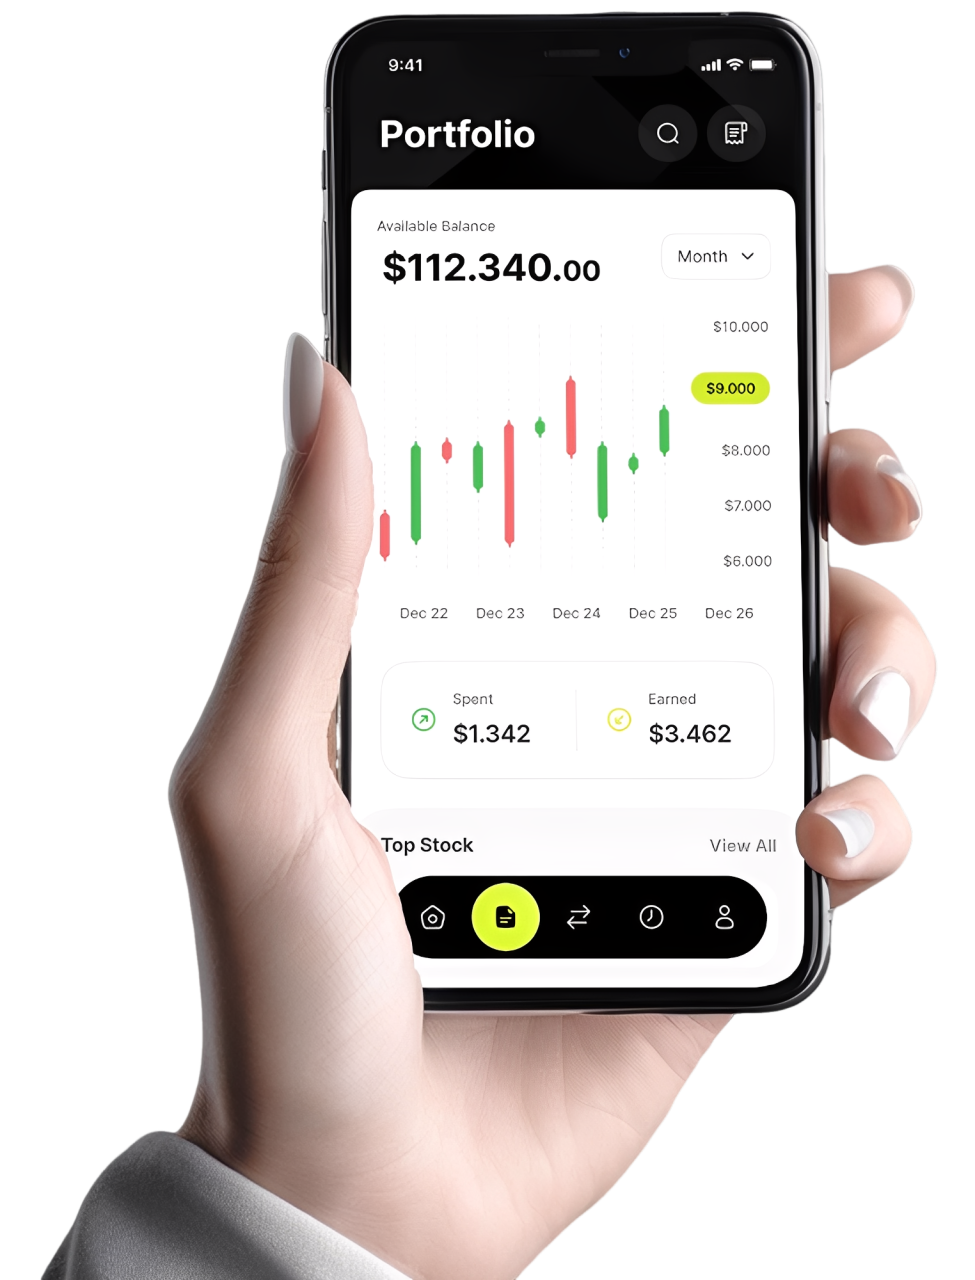 9:41
Portfolio
Available Balance
$112.340.00
Month
$10.000
$9.000
$8.000
$7.000
$6.000
Dec 22 Dec 23 Dec 24 Dec 25 Dec 26
Spent
$1.342
Earned
$3.462
Top Stock
View All